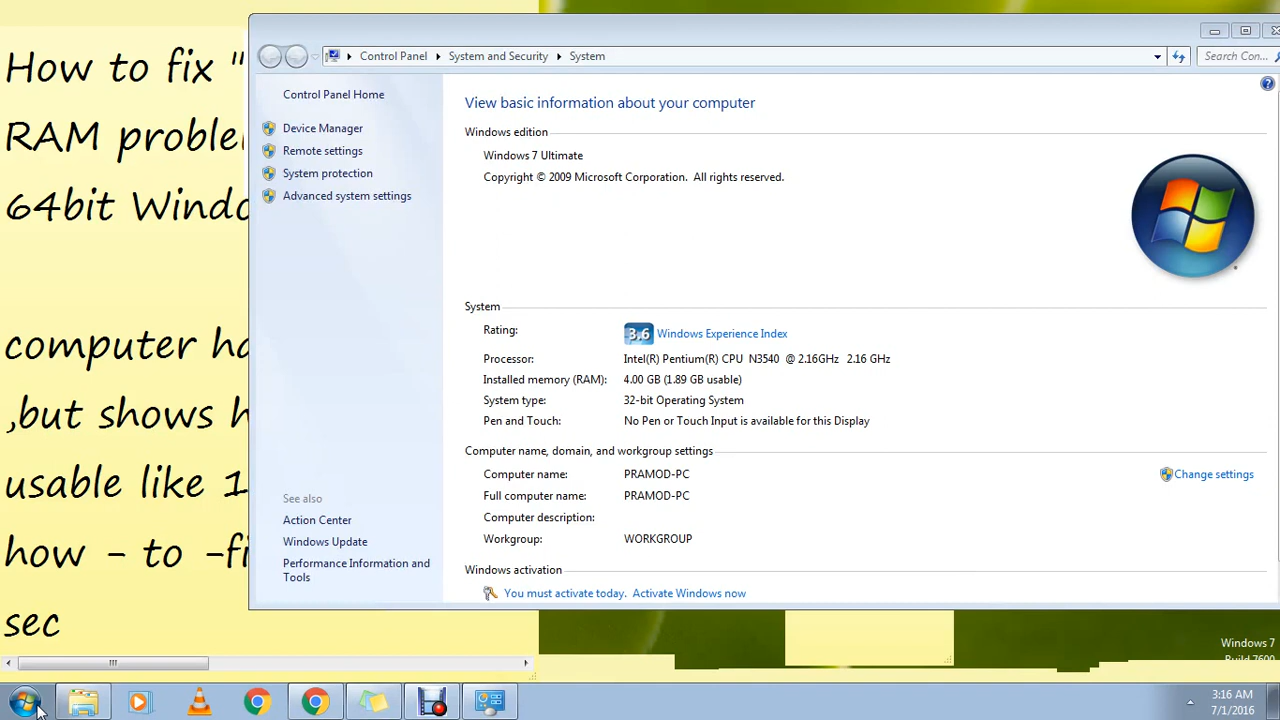 How to fix "
RAM proble
64bit Windo
computer ha
,but shows h
usable like 1
how - to -fi
sec
Control Panel
System and Security
System
Search Con...
Control Panel Home
Device Manager
Remote settings
System protection
Advanced system settings
See also
Action Center
Windows Update
Performance Information and
Tools
View basic information about your computer
Windows edition
Windows 7 Ultimate
Copyright © 2009 Microsoft Corporation. All rights reserved.
System
Rating: 3.6 Windows Experience Index
Processor: Intel(R) Pentium(R) CPU N3540 @ 2.16GHz 2.16 GHz
Installed memory (RAM): 4.00 GB (1.89 GB usable)
System type: 32-bit Operating System
Pen and Touch: No Pen or Touch Input is available for this Display
Computer name, domain, and workgroup settings
Computer name: PRAMOD-PC Change settings
Full computer name: PRAMOD-PC
Computer description:
Workgroup: WORKGROUP
Windows activation
You must activate today. Activate Windows now
Windows 7
Build 7600
3:16 AM
7/1/2016